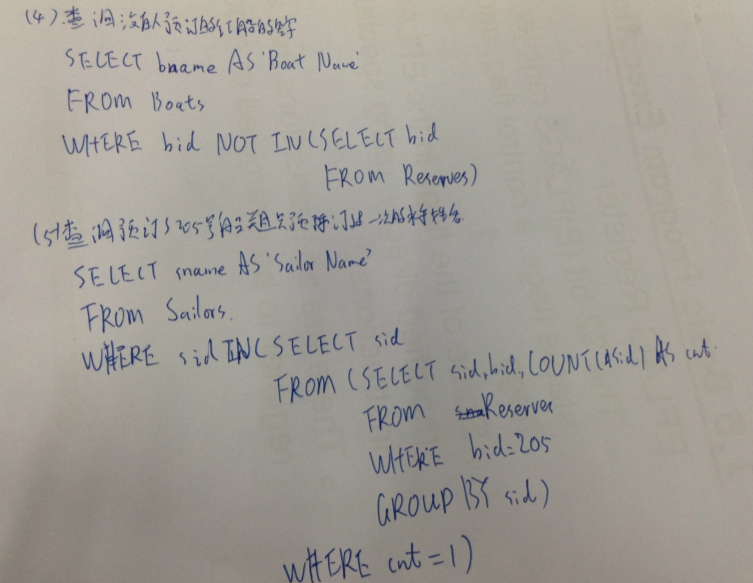 (4).查询没有人预订的红船的名字
SELECT bname AS 'Boat Name'
FROM Boats
WHERE bid NOT IN(SELECT bid
FROM Reserves)
(5)查询预订了205号船且只预订过一次的水手姓名.
SELECT sname AS 'Sailor Name'
FROM Sailors.
WHERE sid IN(SELECT sid
FROM (SELECT sid,bid,COUNT(sid) AS cnt.
FROM Reserves
WHERE bid=205
GROUP BY sid)
WHERE cnt=1)